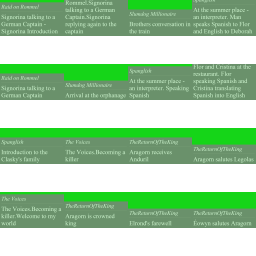 Raid on Rommel
Signorina talking to a
German Captain -
Signorina Introduction
Rommel.Signorina
talking to a German
Captain.Signorina
replying again to the
captain
Slumdog Millionaire
Brothers conversation in
the train
Spanglish
At the summer place -
an interpreter. Man
speaks Spanish to Flor
and English to Deborah
Raid on Rommel
Signorina talking to a
German Captain
Slumdog Millionaire
Arrival at the orphanage
Spanglish
At the summer place -
an interpreter. Speaking
Spanish
Flor and Cristina at the
restaurant. Flor
speaking Spanish and
Cristina translating
Spanish into English
Spanglish
Introduction to the
Clasky's family
The Voices
The Voices.Becoming a
killer
TheReturnOfTheKing
Aragorn receives
Andúril
TheReturnOfTheKing
Aragorn salutes Legolas
The Voices
The Voices.Becoming a
killer.Welcome to my
world
TheReturnOfTheKing
Aragorn is crowned
king
TheReturnOfTheKing
Elrond's farewell
TheReturnOfTheKing
Eowyn salutes Aragorn